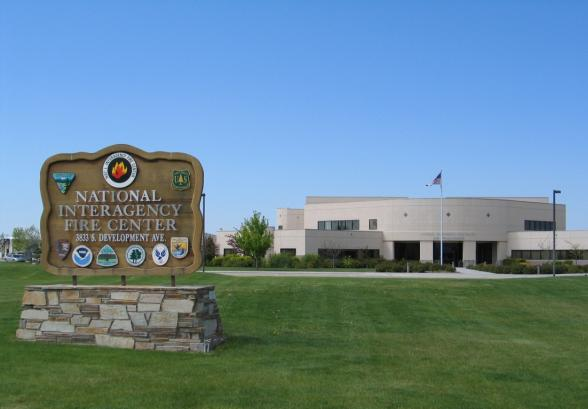 NATIONAL
INTERAGENCY
FIRE CENTER
3833 S. DEVELOPMENT AVE.